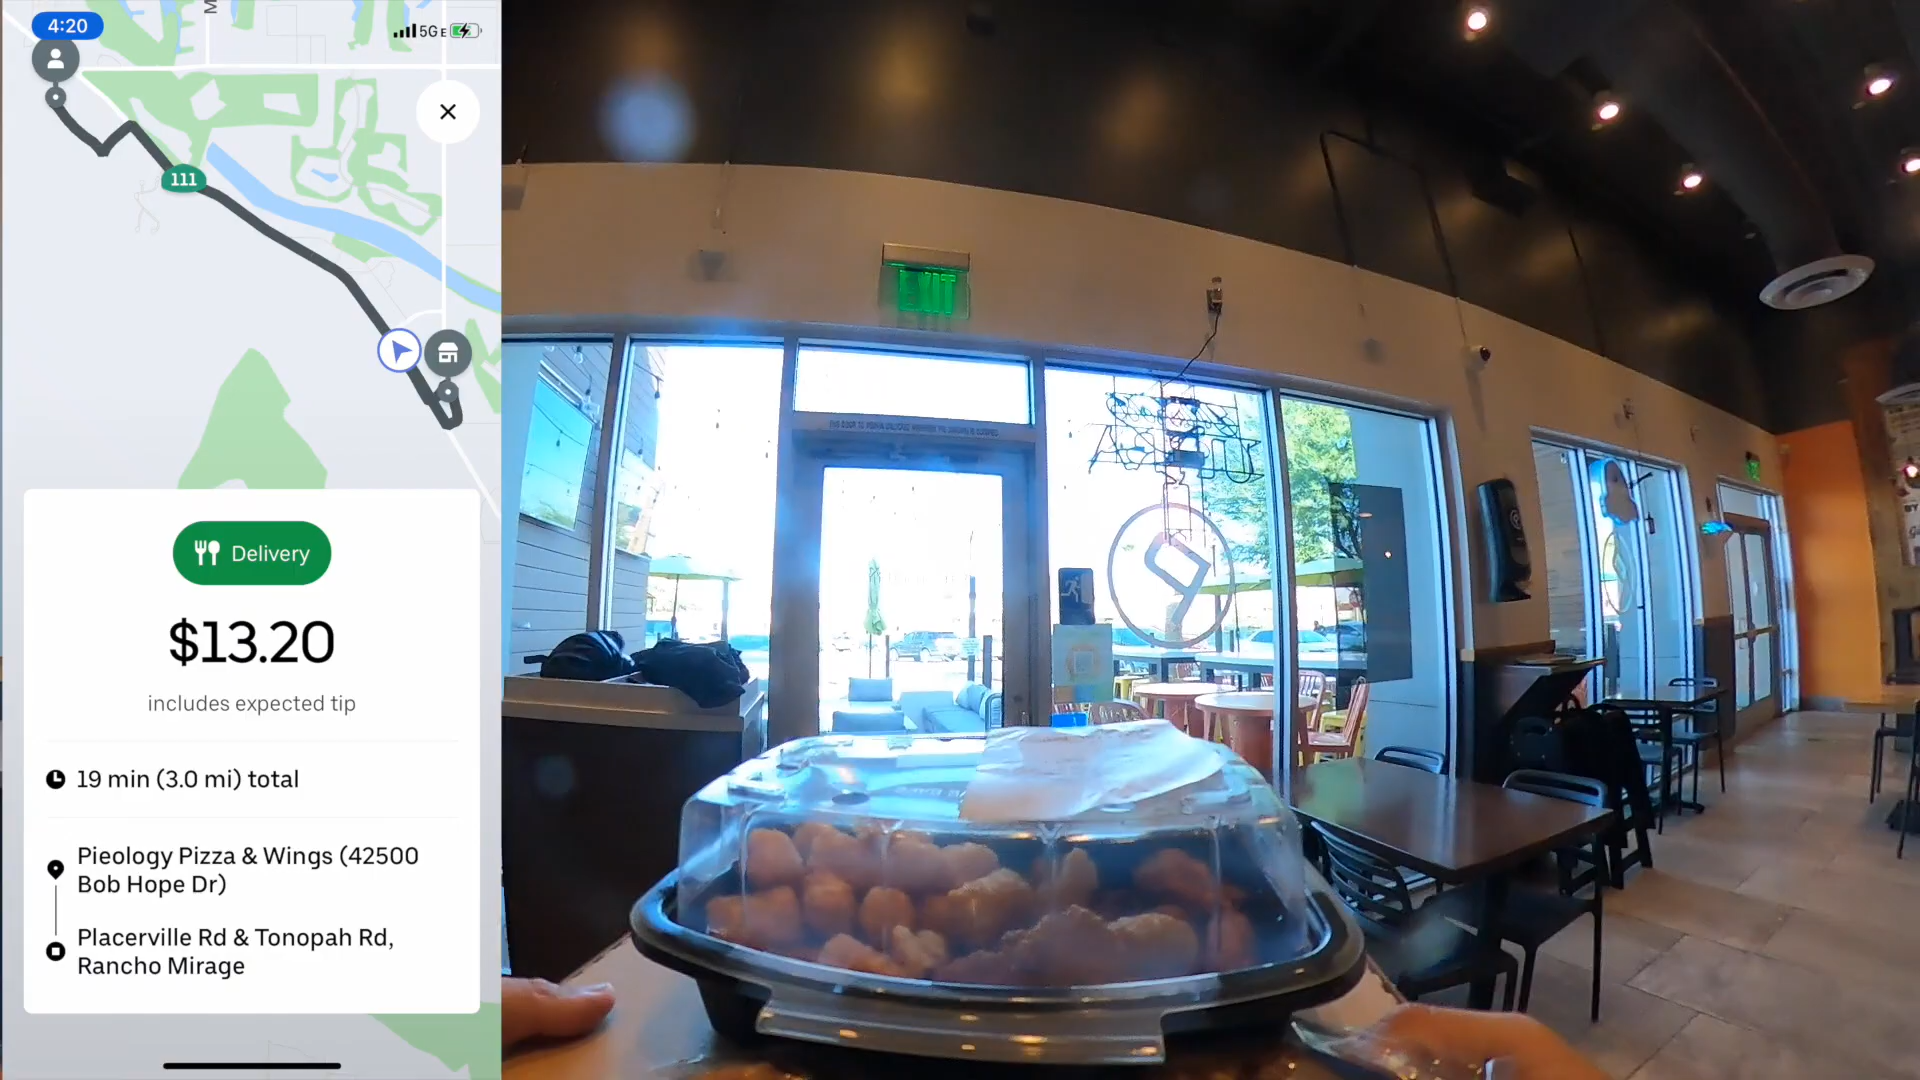 4:20
5GE
111
Delivery
$13.20
includes expected tip
19 min (3.0 mi) total
Pieology Pizza & Wings (42500
Bob Hope Dr)
Placerville Rd & Tonopah Rd,
Rancho Mirage
EXIT